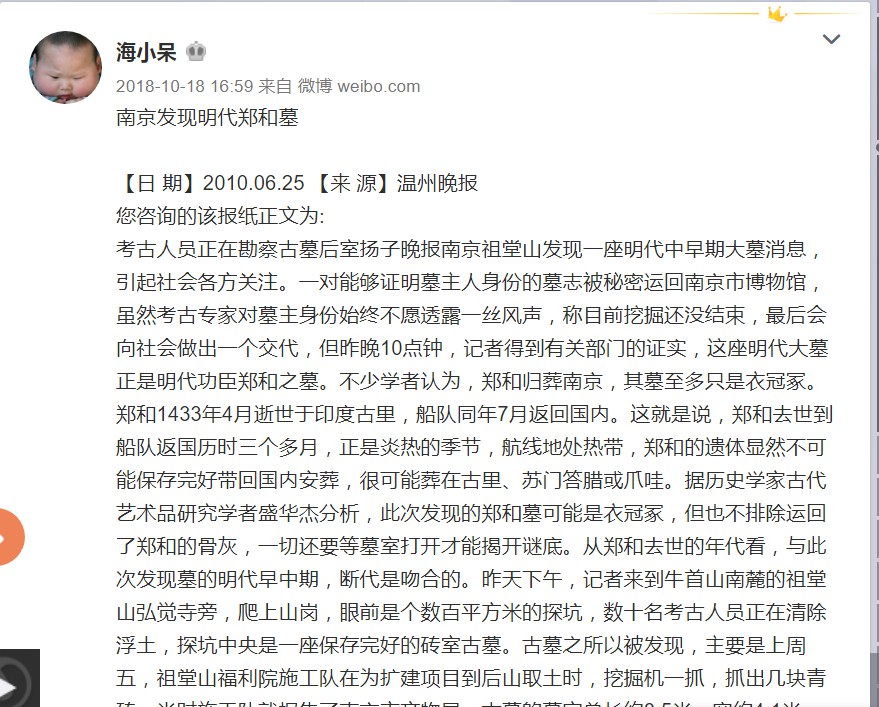 海小呆
2018-10-18 16:59 来自 微博 weibo.com
南京发现明代郑和墓
【日 期】2010.06.25 【来 源】温州晚报
您咨询的该报纸正文为:
考古人员正在勘察古墓后室扬子晚报南京祖堂山发现一座明代中早期大墓消息，
引起社会各方关注。一对能够证明墓主人身份的墓志被秘密运回南京市博物馆，
虽然考古专家对墓主身份始终不愿透露一丝风声，称目前挖掘还没结束，最后会
向社会做出一个交代，但昨晚10点钟，记者得到有关部门的证实，这座明代大墓
正是明代功臣郑和之墓。不少学者认为，郑和归葬南京，其墓至多只是衣冠冢。
郑和1433年4月逝世于印度古里，船队同年7月返回国内。这就是说，郑和去世到
船队返国历时三个多月，正是炎热的季节，航线地处热带，郑和的遗体显然不可
能保存完好带回国内安葬，很可能葬在古里、苏门答腊或爪哇。据历史学家古代
艺术品研究学者盛华杰分析，此次发现的郑和墓可能是衣冠冢，但也不排除运回
了郑和的骨灰，一切还要等墓室打开才能揭开谜底。从郑和去世的年代看，与此
次发现墓的明代早中期，断代是吻合的。昨天下午，记者来到牛首山南麓的祖堂
山弘觉寺旁，爬上山岗，眼前是个数百平方米的探坑，数十名考古人员正在清除
浮土，探坑中央是一座保存完好的砖室古墓。古墓之所以被发现，主要是上周
五，祖堂山福利院施工队在为扩建项目到后山取土时，挖掘机一抓，抓出几块青